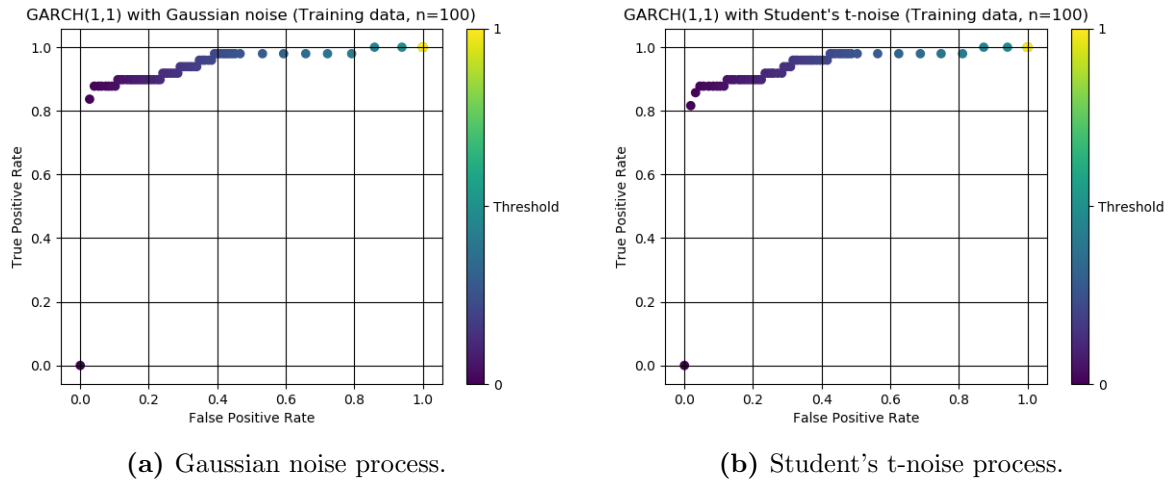 GARCH(1,1) with Gaussian noise (Training data, n=100)
1.0
0.8
0.6
0.4
0.2
0.0
True Positive Rate
0.0 0.2 0.4 0.6 0.8 1.0
False Positive Rate
1
Threshold
0
(a) Gaussian noise process.
GARCH(1,1) with Student's t-noise (Training data, n=100)
1.0
0.8
0.6
0.4
0.2
0.0
True Positive Rate
0.0 0.2 0.4 0.6 0.8 1.0
False Positive Rate
1
Threshold
0
(b) Student's t-noise process.